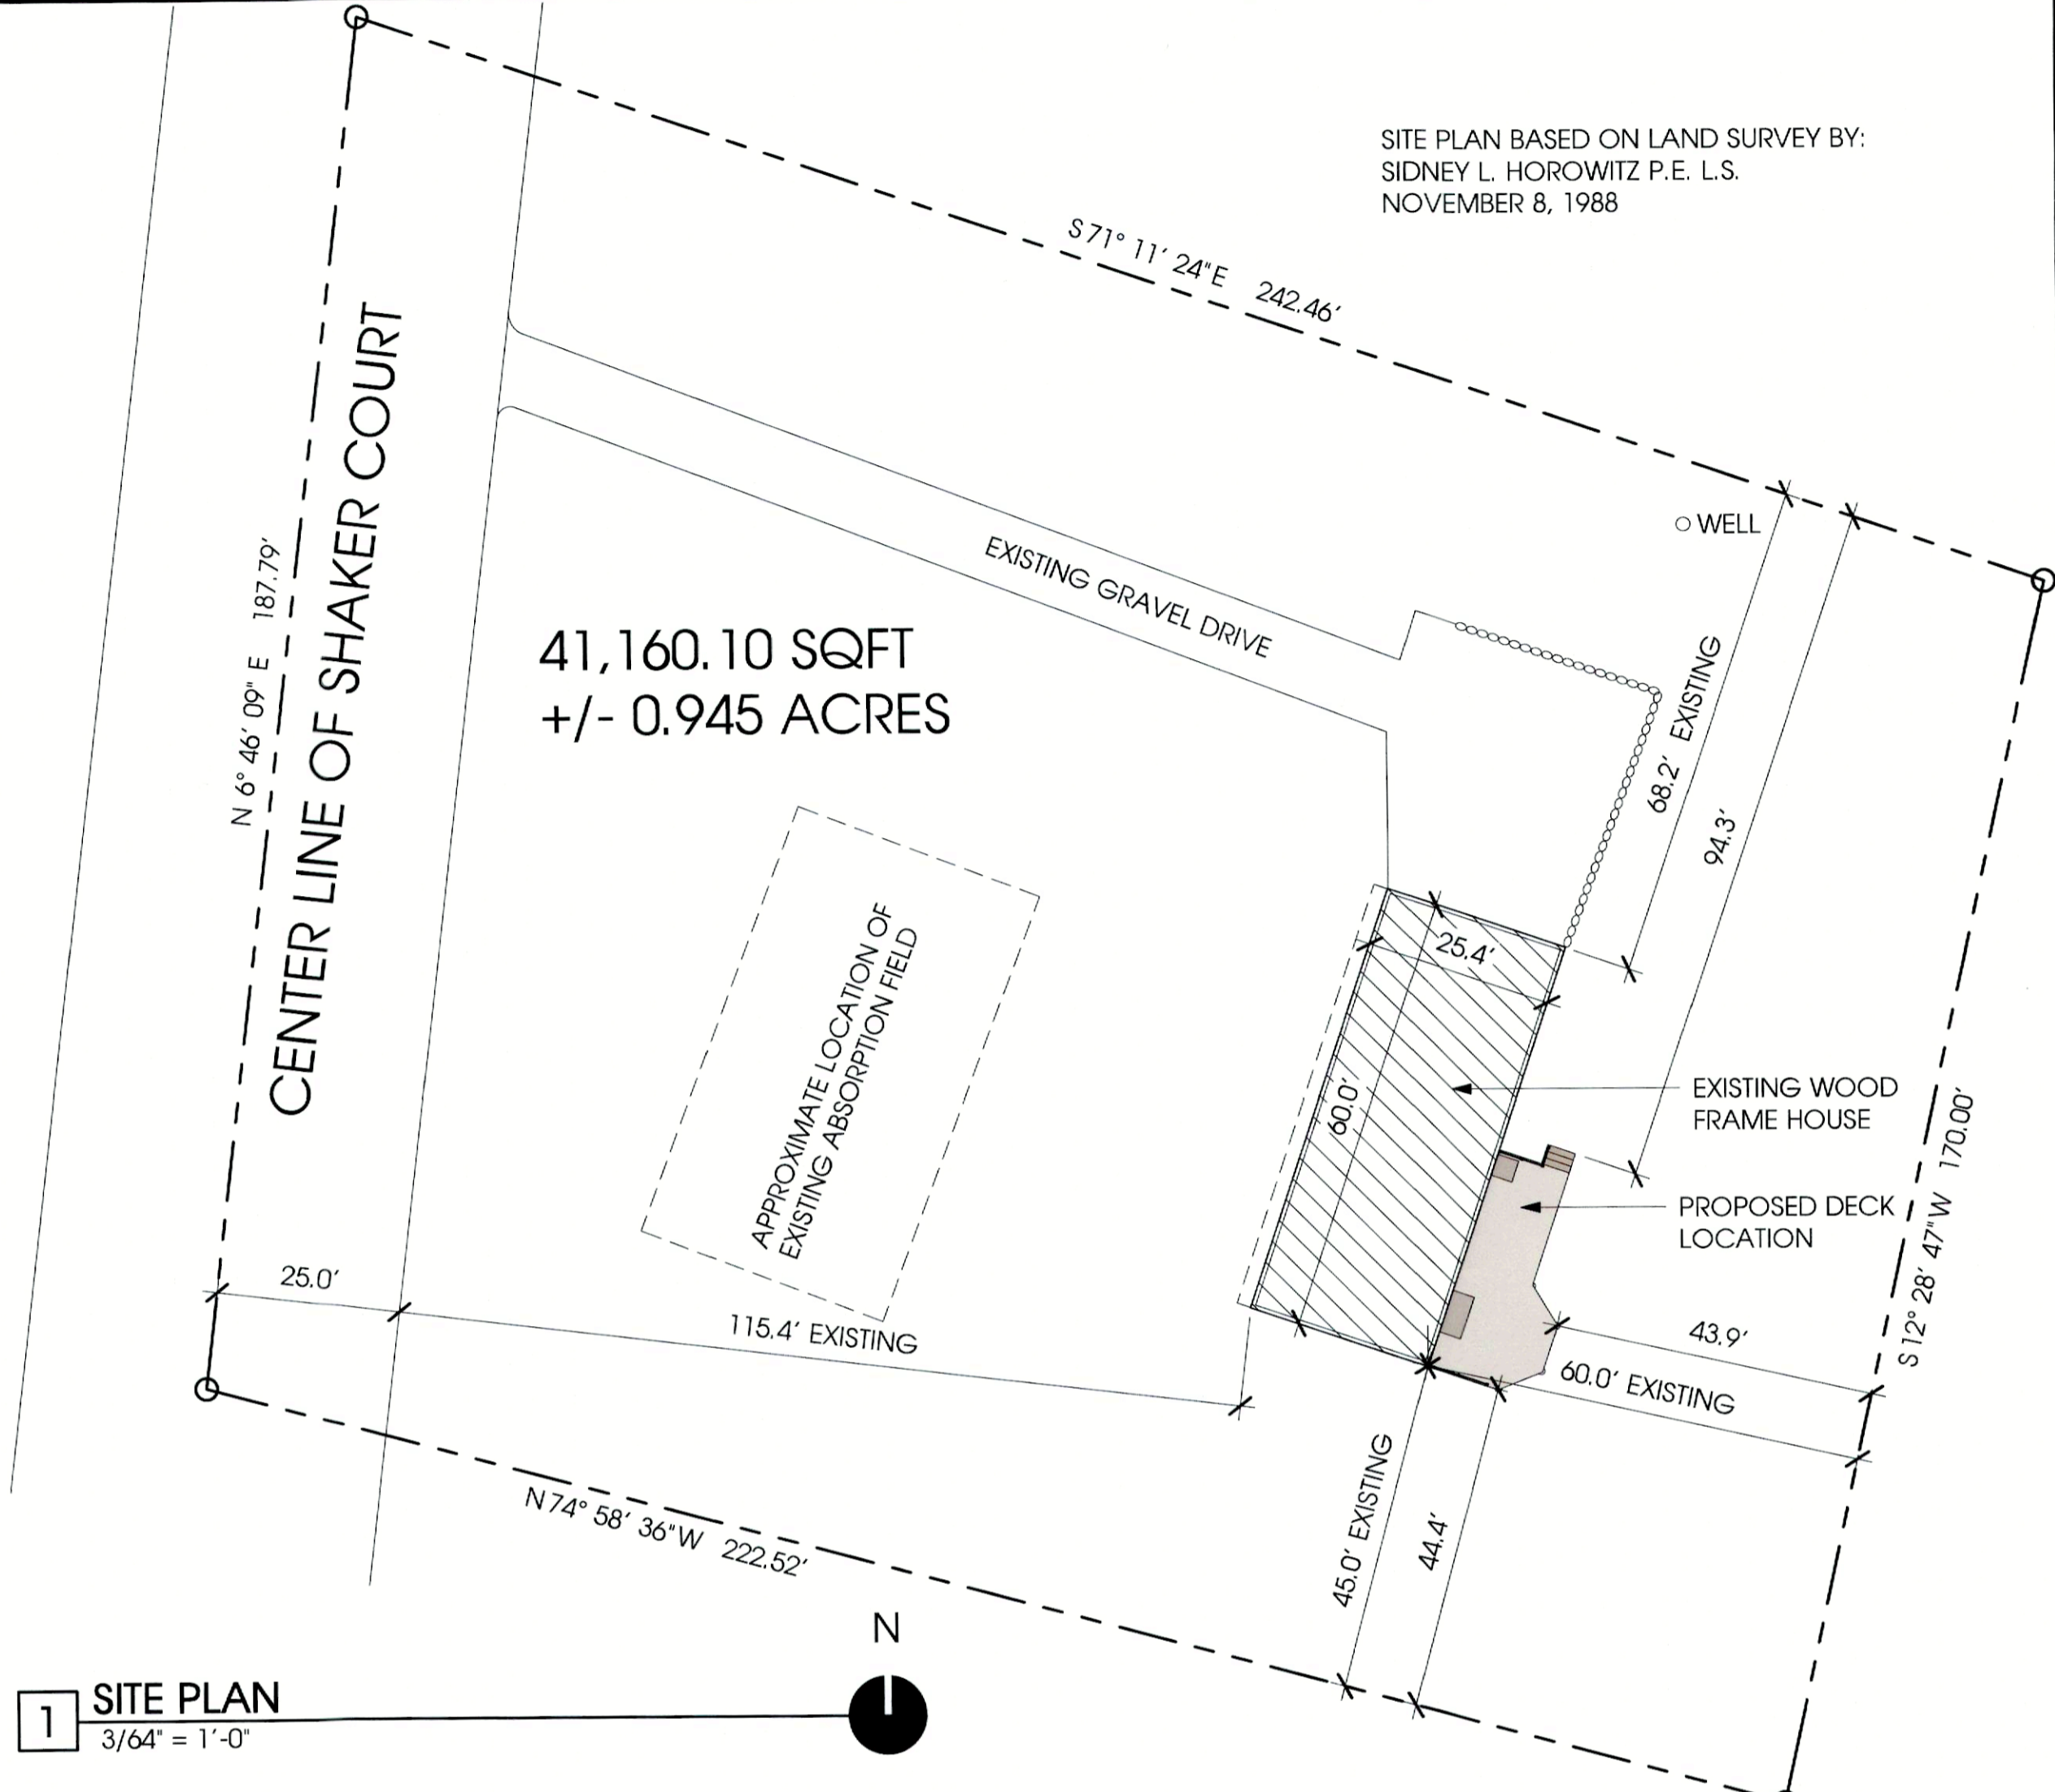 SITE PLAN BASED ON LAND SURVEY BY:
SIDNEY L. HOROWITZ P.E. L.S.
NOVEMBER 8, 1988
S 71° 11' 24"E 242.46'
N 6° 46' 09" E 187.79'
CENTER LINE OF SHAKER COURT
WELL
EXISTING GRAVEL DRIVE
41,160.10 SQFT
+/- 0.945 ACRES
68.2' EXISTING
94.3'
APPROXIMATE LOCATION OF
EXISTING ABSORPTION FIELD
25.4'
60.0'
EXISTING WOOD
FRAME HOUSE
PROPOSED DECK
LOCATION
S 12° 28' 47"W 170.00'
25.0'
115.4' EXISTING
43.9'
60.0' EXISTING
45.0' EXISTING
44.4'
N 74° 58' 36"W 222.52'
N
1
SITE PLAN
3/64" = 1'-0"